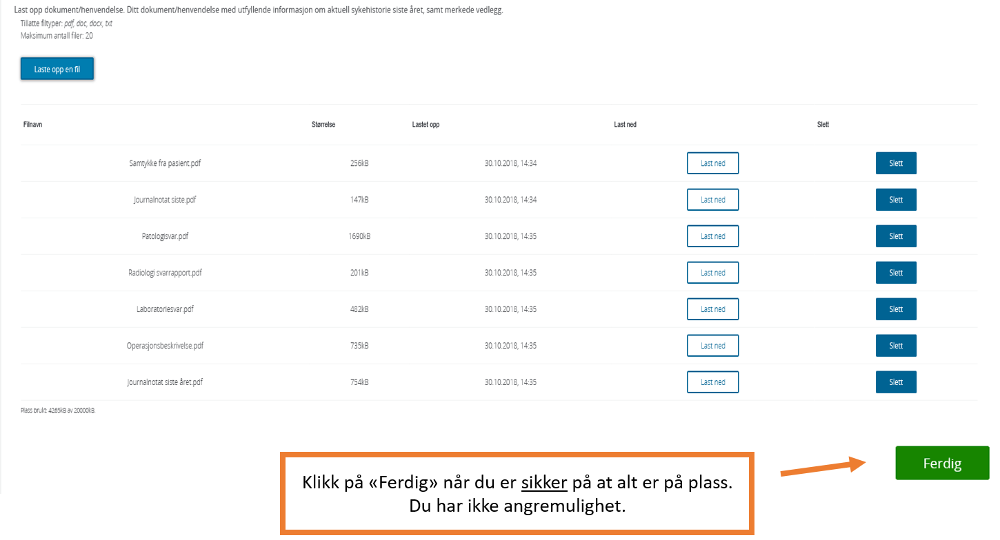 Last opp dokument/henvendelse. Ditt dokument/henvendelse med utfyllende informasjon om aktuell sykehistorie siste året, samt merkede vedlegg.
Tillatte filtyper: pdf, doc, docx, txt
Maksimum antall filer: 20
Laste opp en fil
Filnavn Størrelse Lastet opp Last ned Slett
Samtykke fra pasient.pdf 256kB 30.10.2018, 14:34 Last ned Slett
Journalnotat siste.pdf 147kB 30.10.2018, 14:34 Last ned Slett
Patologisvar.pdf 1690kB 30.10.2018, 14:35 Last ned Slett
Radiologi svarrapport.pdf 201kB 30.10.2018, 14:35 Last ned Slett
Laboratoriesvar.pdf 482kB 30.10.2018, 14:35 Last ned Slett
Operasjonsbeskrivelse.pdf 735kB 30.10.2018, 14:35 Last ned Slett
Journalnotat siste året.pdf 754kB 30.10.2018, 14:35 Last ned Slett
Plass brukt: 4265kB av 20000kB.
Ferdig
Klikk på «Ferdig» når du er sikker på at alt er på plass.
Du har ikke angremulighet.